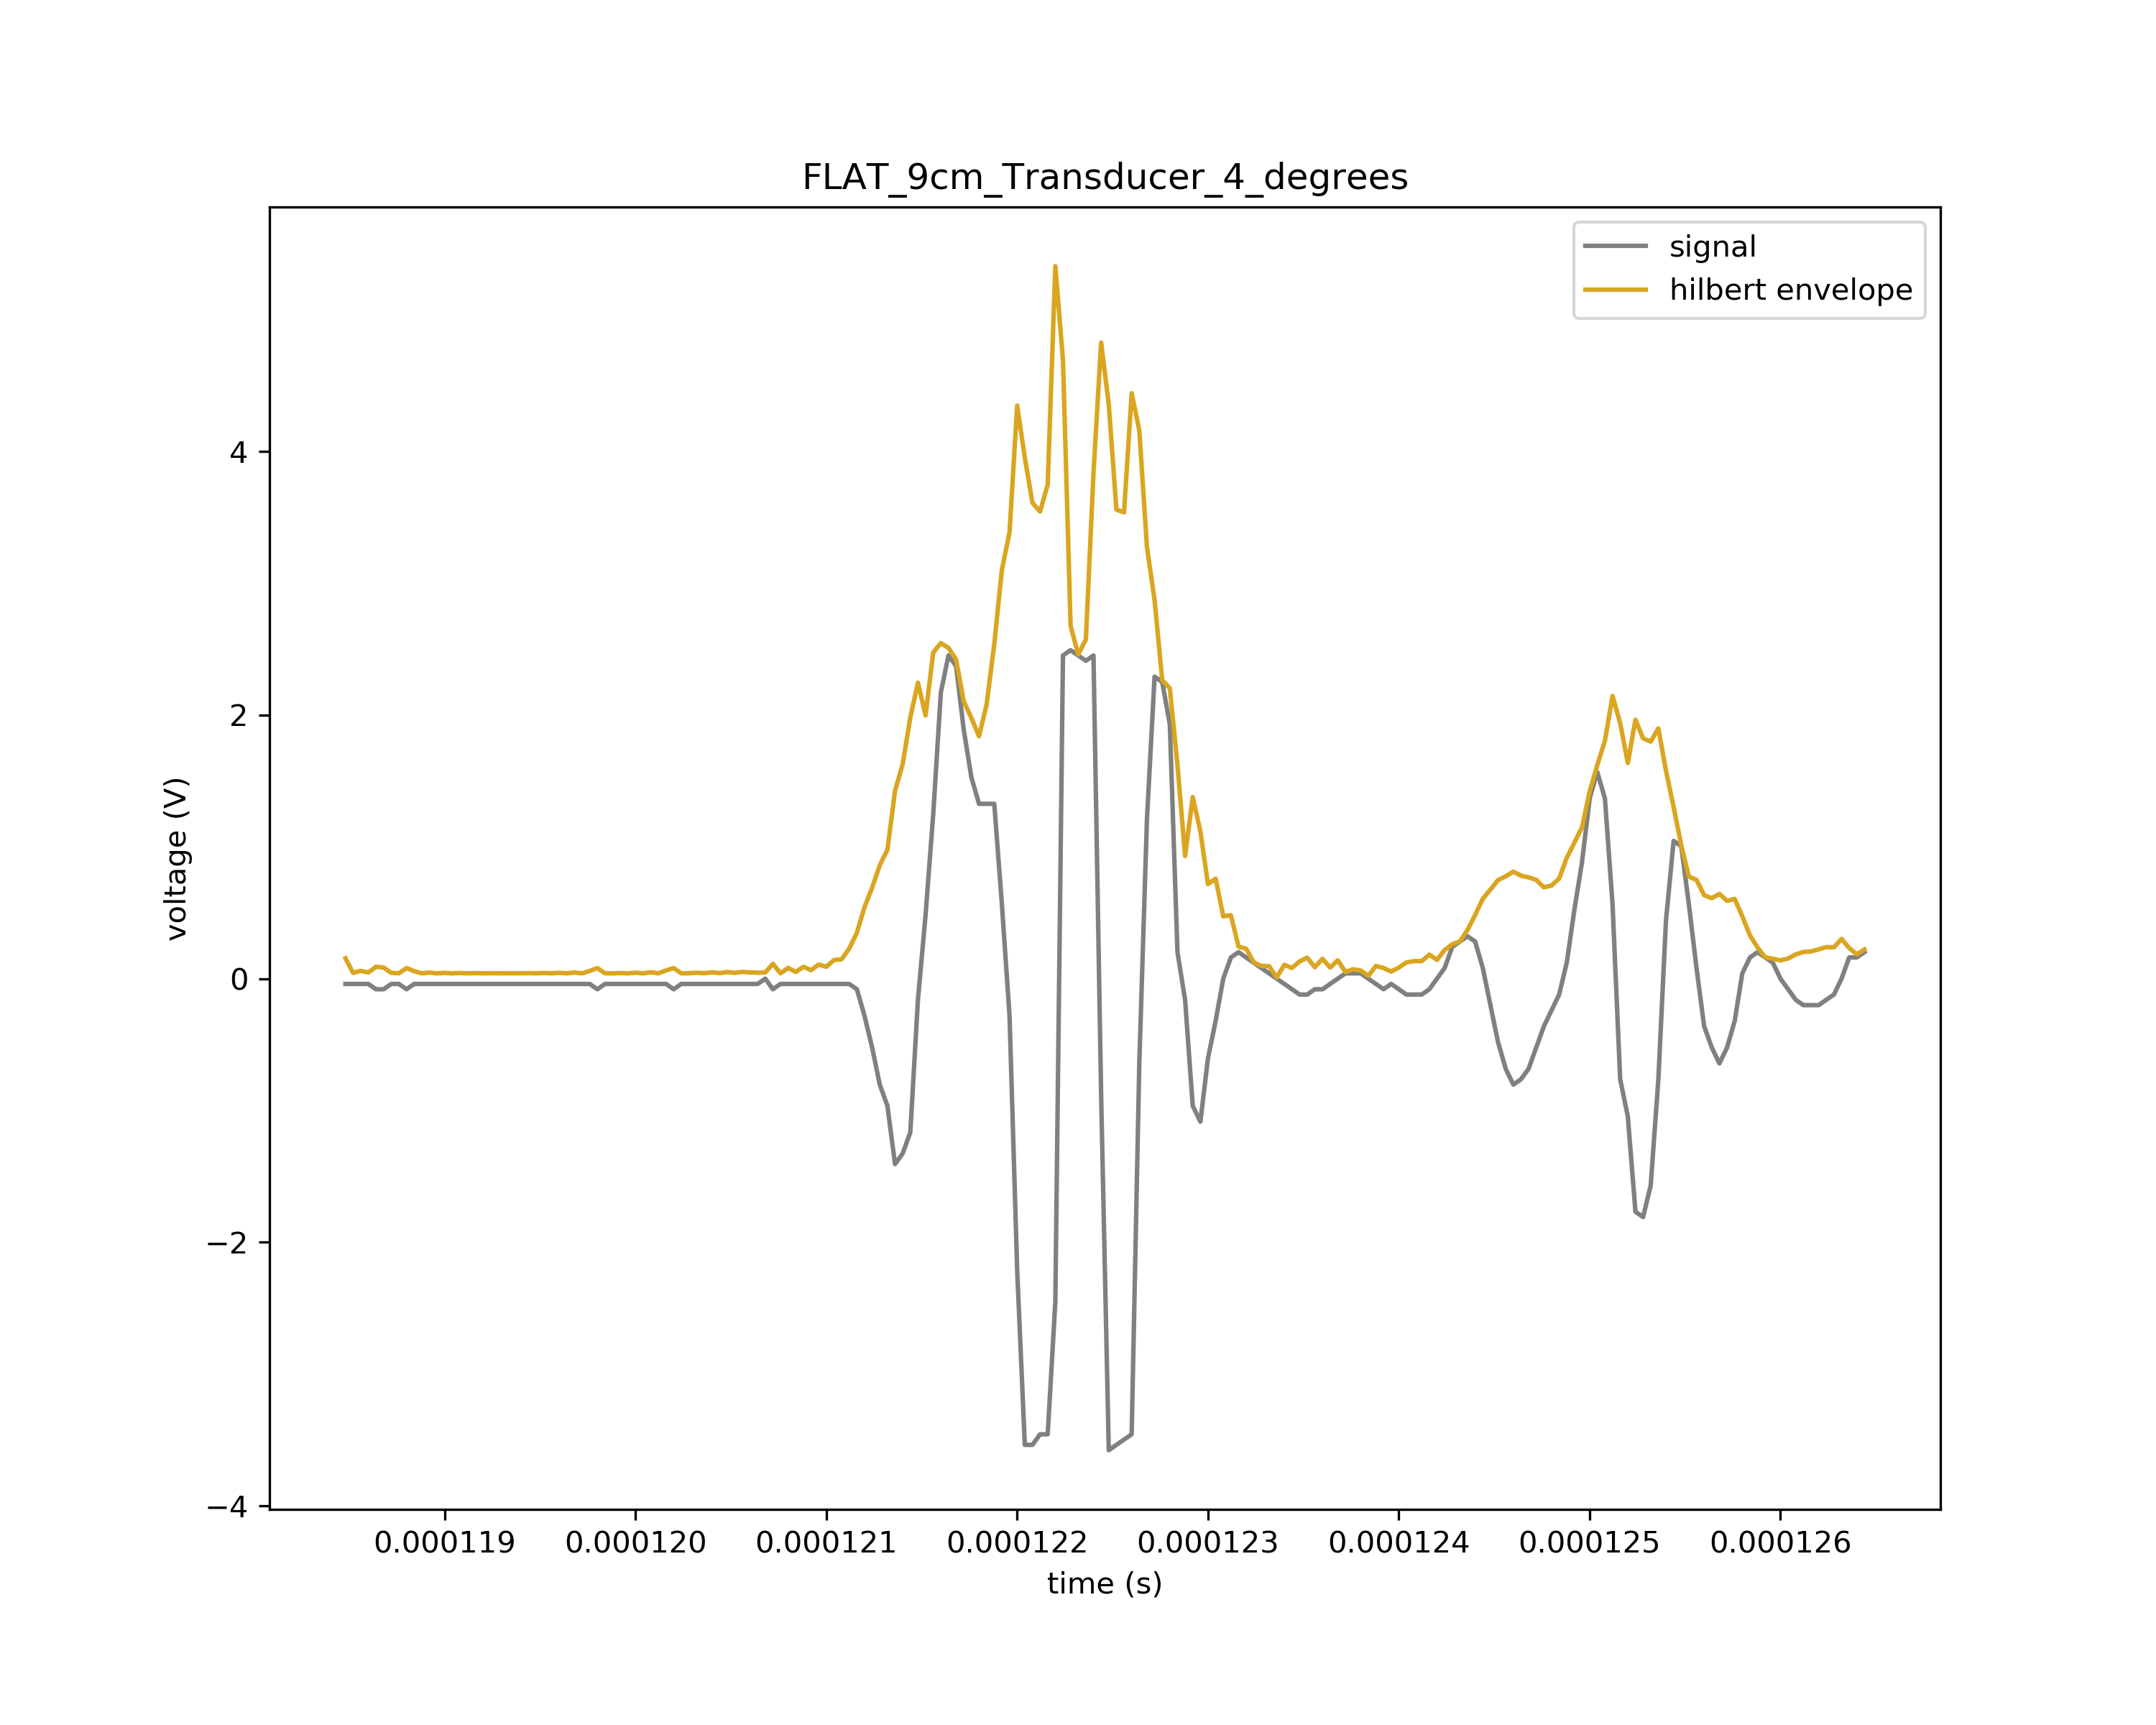 FLAT_9cm_Transducer_4_degrees
signal
hilbert envelope
voltage (V)
4
2
0
−2
−4
0.000119 0.000120 0.000121 0.000122 0.000123 0.000124 0.000125 0.000126
time (s)